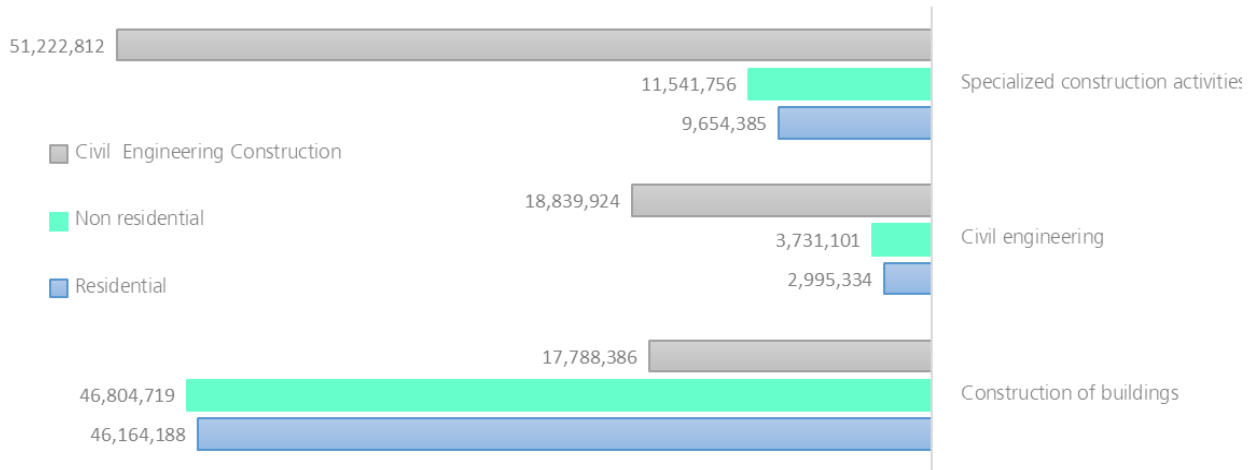 51,222,812
11,541,756
Specialized construction activities
9,654,385
Civil Engineering Construction
18,839,924
Non residential
3,731,101
Civil engineering
2,995,334
Residential
17,788,386
46,804,719
Construction of buildings
46,164,188